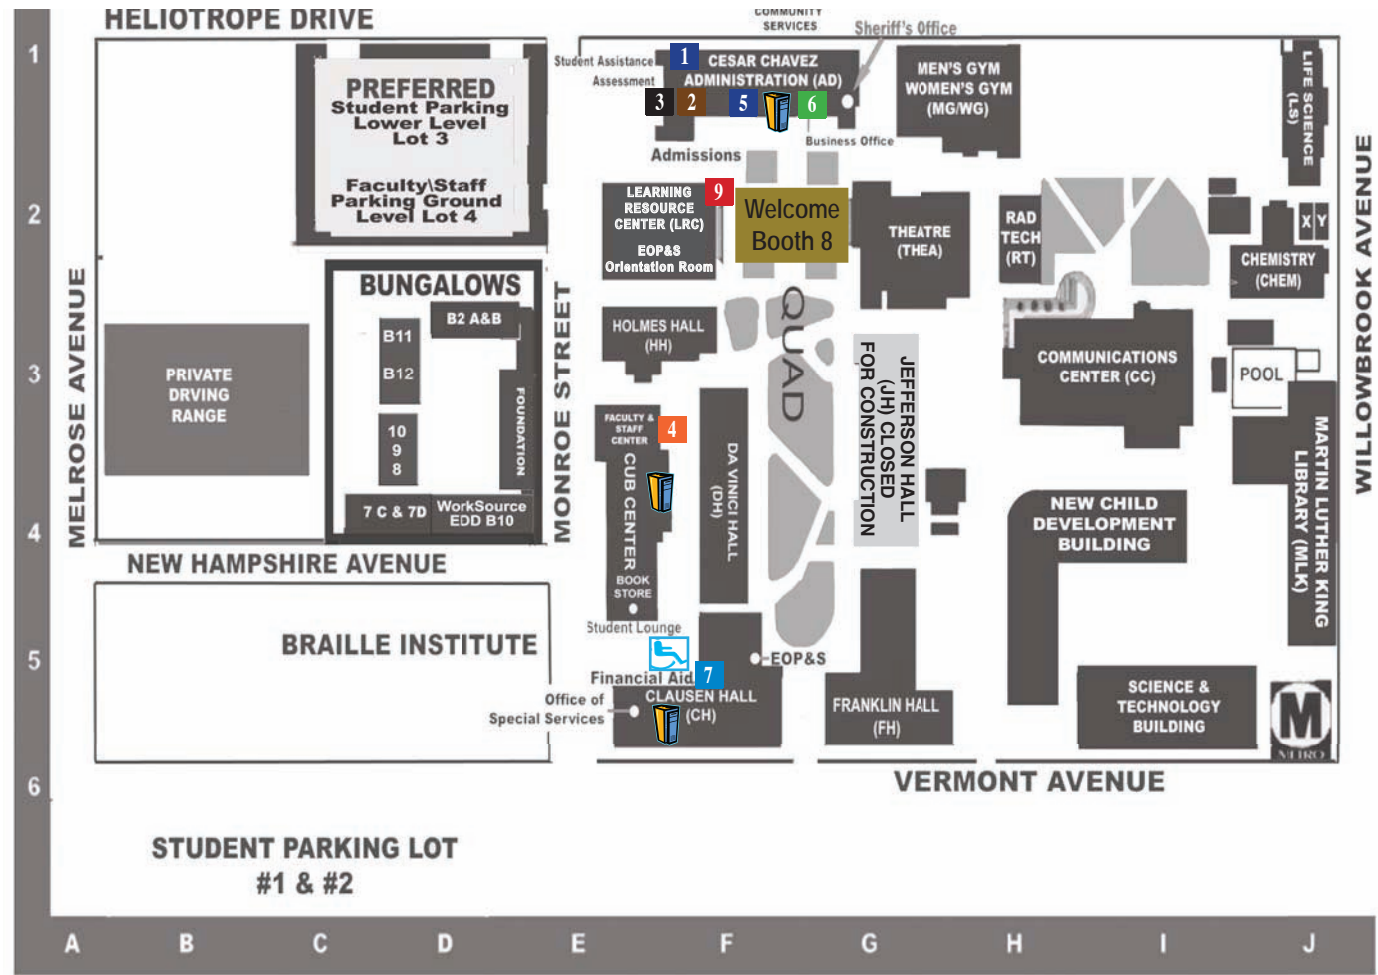 HELIOTROPE DRIVE
COMMUNITY
SERVICES
Sheriff's Office
1
Student Assistance
Assessment
1
CESAR CHAVEZ
ADMINISTRATION (AD)
3
2
5
6
Business Office
Admissions
MEN'S GYM
WOMEN'S GYM
(MG/WG)
LIFE SCIENCE
(LS)
PREFERRED
Student Parking
Lower Level
Lot 3
Faculty\Staff
Parking Ground
Level Lot 4
2
LEARNING
RESOURCE
CENTER (LRC)
EOP&S
Orientation Room
9
Welcome
Booth 8
THEATRE
(THEA)
RAD
TECH
(RT)
X Y
CHEMISTRY
(CHEM)
WILLOWBROOK AVENUE
MELROSE AVENUE
BUNGALOWS
B2 A&B
B11
B12
10
9
8
FOUNDATION
7 C & 7D
WorkSource
EDD B10
MONROE STREET
3
PRIVATE
DRVING
RANGE
HOLMES HALL
(HH)
QUAD
JEFFERSON HALL
(JH) CLOSED
FOR CONSTRUCTION
COMMUNICATIONS
CENTER (CC)
POOL
FACULTY &
STAFF
CENTER
4
CUB CENTER
BOOK
STORE
DA VINICI HALL
(DH)
MARTIN LUTHER KING
LIBRARY (MLK)
4
NEW CHILD
DEVELOPMENT
BUILDING
NEW HAMPSHIRE AVENUE
BRAILLE INSTITUTE
Student Lounge
5
EOP&S
Financial Aid
7
Office of
Special Services
CLAUSEN HALL
(CH)
FRANKLIN HALL
(FH)
SCIENCE &
TECHNOLOGY
BUILDING
M
METRO
6
VERMONT AVENUE
STUDENT PARKING LOT
#1 & #2
A B C D E F G H I J